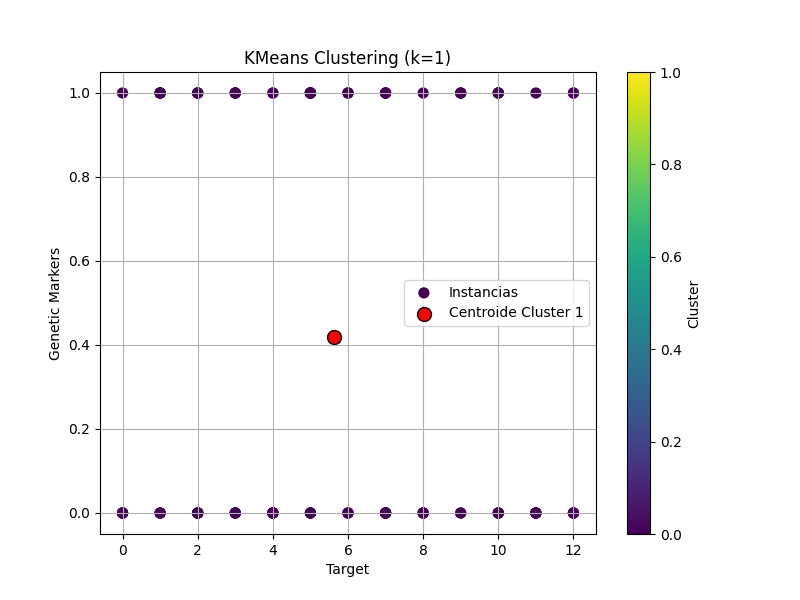 KMeans Clustering (k=1)
1.0
0.8
0.6
0.4
0.2
0.0
Genetic Markers
0 2 4 6 8 10 12
Target
Instancias
Centroide Cluster 1
1.0
0.8
0.6
0.4
0.2
0.0
Cluster